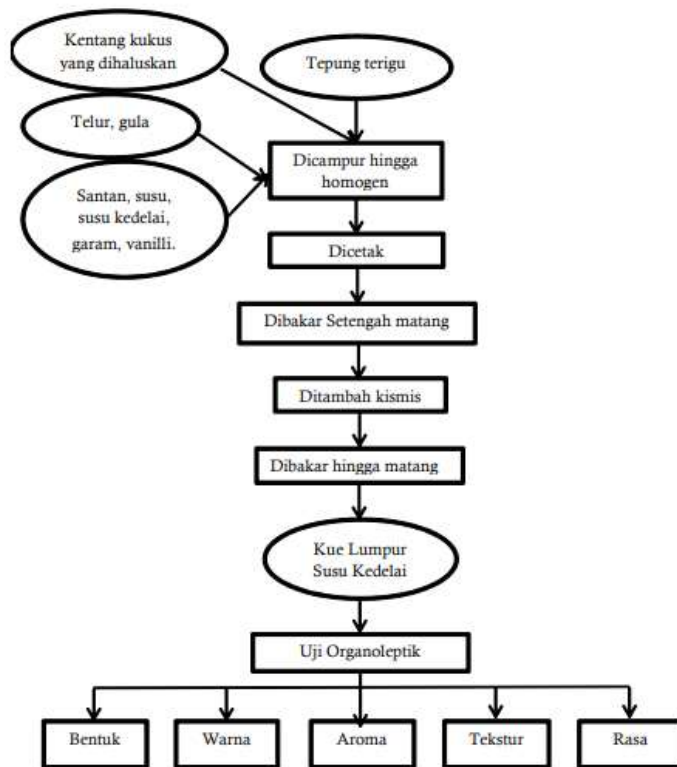 Kentang kukus
yang dihaluskan
Tepung terigu
Telur, gula
Dicampur hingga
homogen
Santan, susu,
susu kedelai,
garam, vanilli.
Dicetak
Dibakar Setengah matang
Ditambah kismis
Dibakar hingga matang
Kue Lumpur
Susu Kedelai
Uji Organoleptik
Bentuk
Warna
Aroma
Tekstur
Rasa